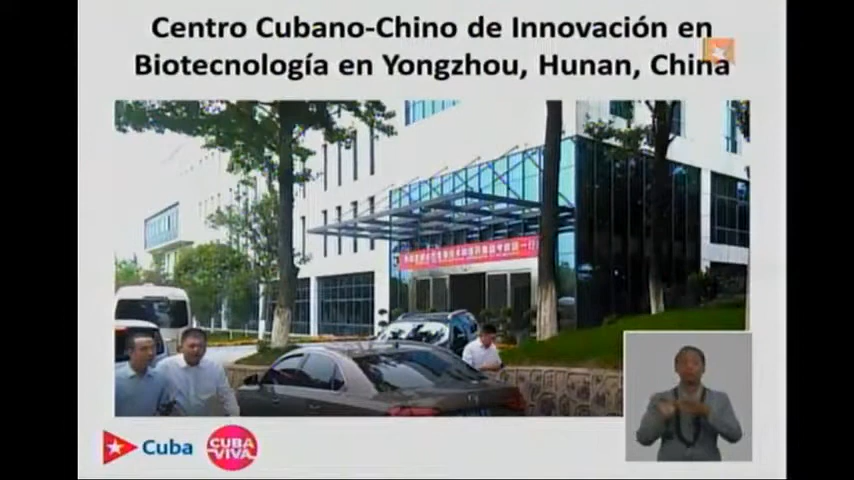 Centro Cubano-Chino de Innovación en
Biotecnología en Yongzhou, Hunan, China
Cuba
CUBA
VIVA